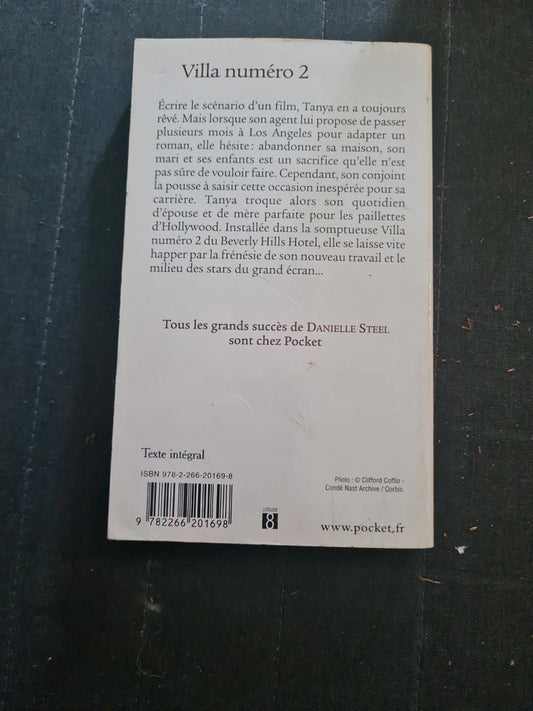 Villa numéro 2
Écrire le scénario d'un film, Tanya en a toujours
rêvé. Mais lorsque son agent lui propose de passer
plusieurs mois à Los Angeles pour adapter un
roman, elle hésite : abandonner sa maison, son
mari et ses enfants est un sacrifice qu'elle n'est
pas sûre de vouloir faire. Cependant, son conjoint
la pousse à saisir cette occasion inespérée pour sa
carrière. Tanya troque alors son quotidien
d'épouse et de mère parfaite pour les paillettes
d'Hollywood. Installée dans la somptueuse Villa
numéro 2 du Beverly Hills Hotel, elle se laisse vite
happer par la frénésie de son nouveau travail et le
milieu des stars du grand écran...
Tous les grands succès de DANIELLE STEEL
sont chez Pocket
Texte intégral
ISBN 978-2-266-20169-8
9 782266 201698
8
Photo : © Clifford Coffin -
Condé Nast Archive / Corbis.
www.pocket.fr